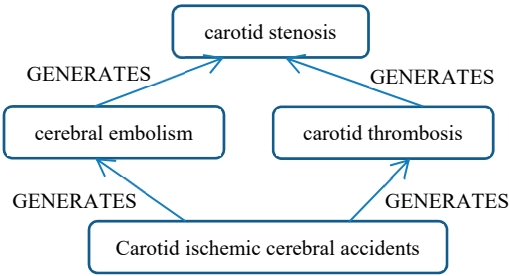 carotid stenosis
GENERATES
GENERATES
cerebral embolism
carotid thrombosis
GENERATES
GENERATES
Carotid ischemic cerebral accidents